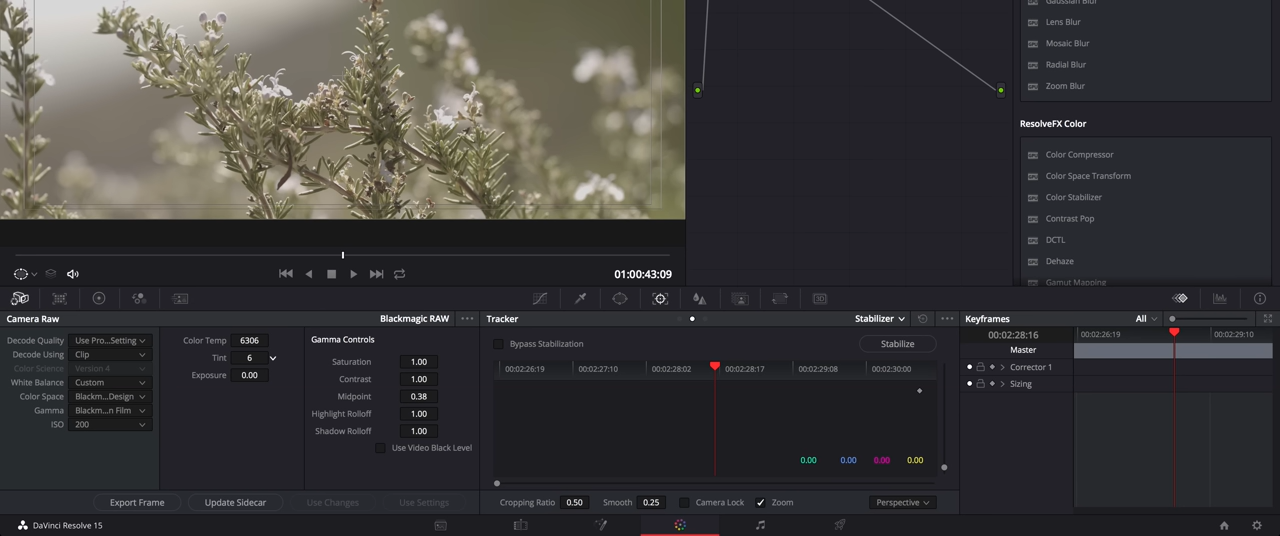 Gaussian Blur
Lens Blur
Mosaic Blur
Radial Blur
Zoom Blur
ResolveFX Color
Color Compressor
Color Space Transform
Color Stabilizer
Contrast Pop
DCTL
Dehaze
Gamut Mapping
01:00:43:09
3D
Camera Raw
Blackmagic RAW
Decode Quality Use Pro...Setting
Decode Using Clip
Color Science Version 4
White Balance Custom
Color Space Blackm...Design
Gamma Blackm...n Film
ISO 200
Color Temp 6306
Tint 6
Exposure 0.00
Gamma Controls
Saturation 1.00
Contrast 1.00
Midpoint 0.38
Highlight Rolloff 1.00
Shadow Rolloff 1.00
Use Video Black Level
Export Frame Update Sidecar Use Changes Use Settings
Tracker Stabilizer
Bypass Stabilization Stabilize
00:02:26:19 00:02:27:10 00:02:28:02 00:02:28:17 00:02:29:08 00:02:30:00
0.00 0.00 0.00 0.00
Cropping Ratio 0.50 Smooth 0.25 Camera Lock Zoom Perspective
Keyframes All
00:02:28:16 00:02:26:19 00:02:29:10
Master
Corrector 1
Sizing
DaVinci Resolve 15